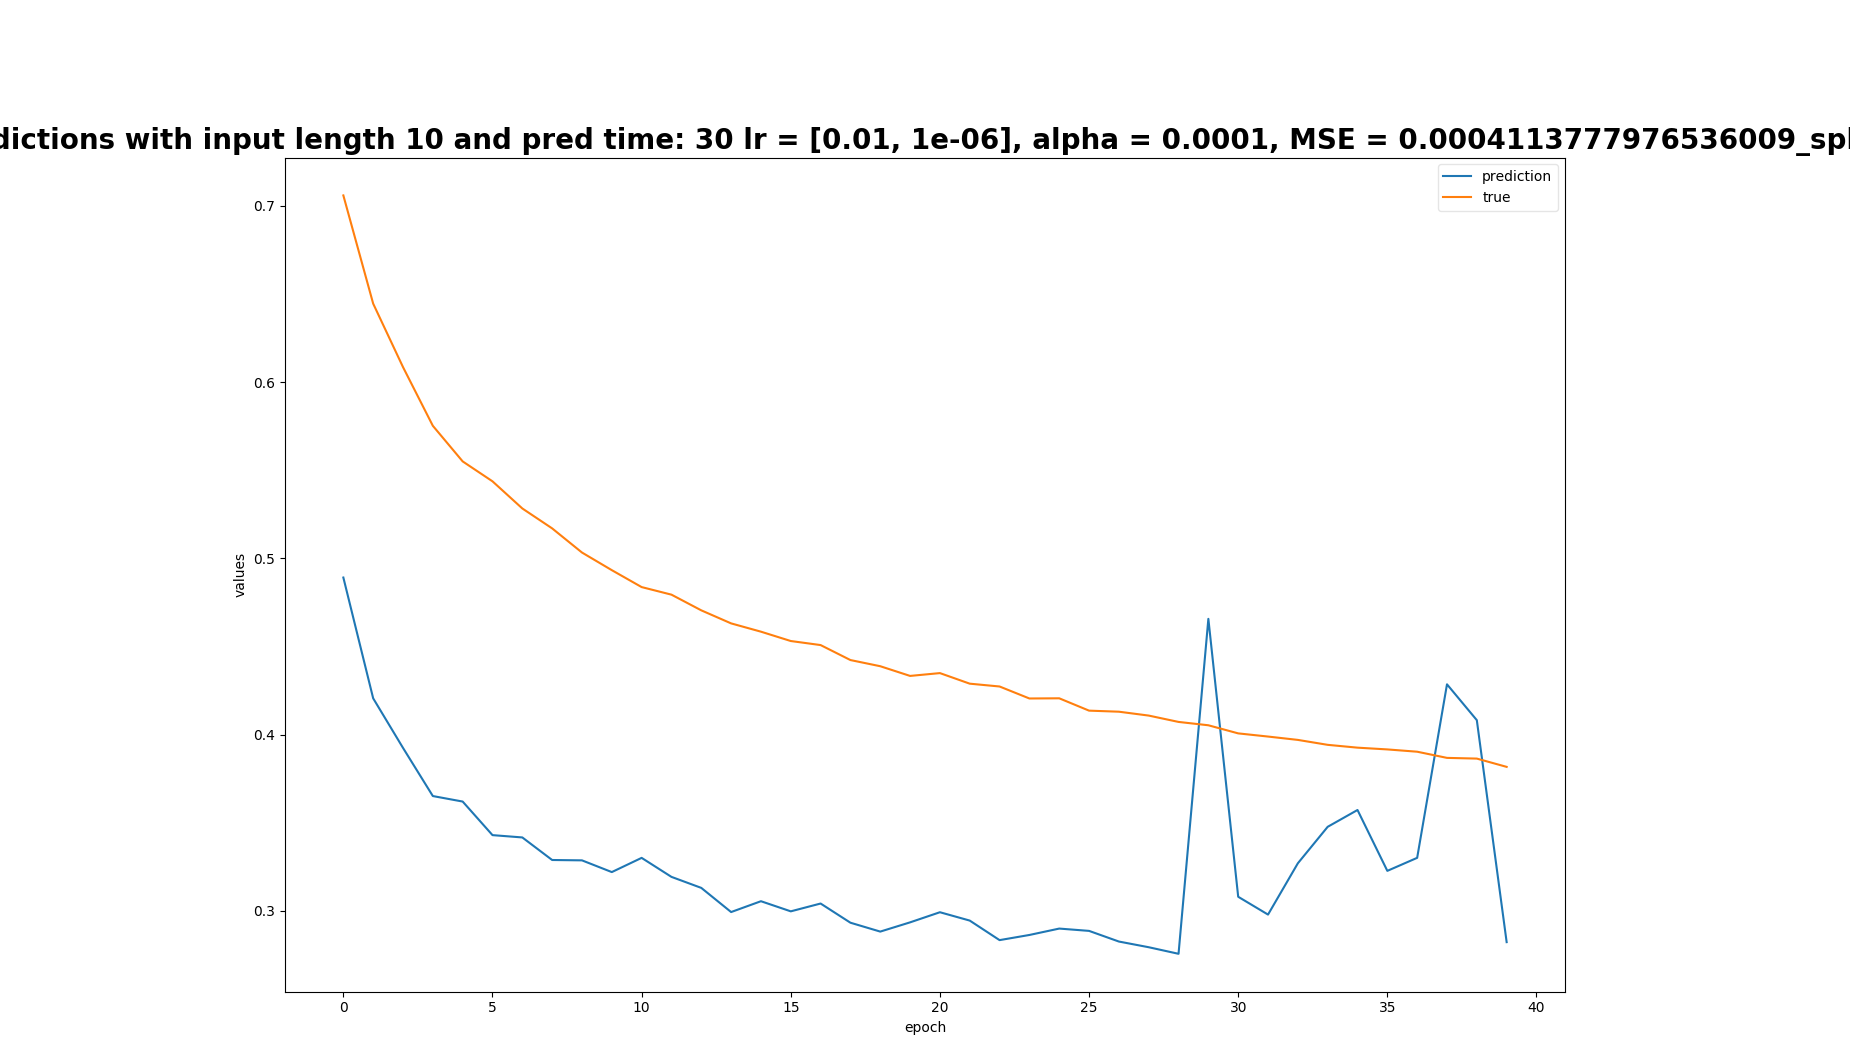 dictions with input length 10 and pred time: 30 lr = [0.01, 1e-06], alpha = 0.0001, MSE = 0.0004113777976536009_spl
prediction
true
0.7
0.6
0.5
0.4
0.3
values
0
5
10
15
20
25
30
35
40
epoch